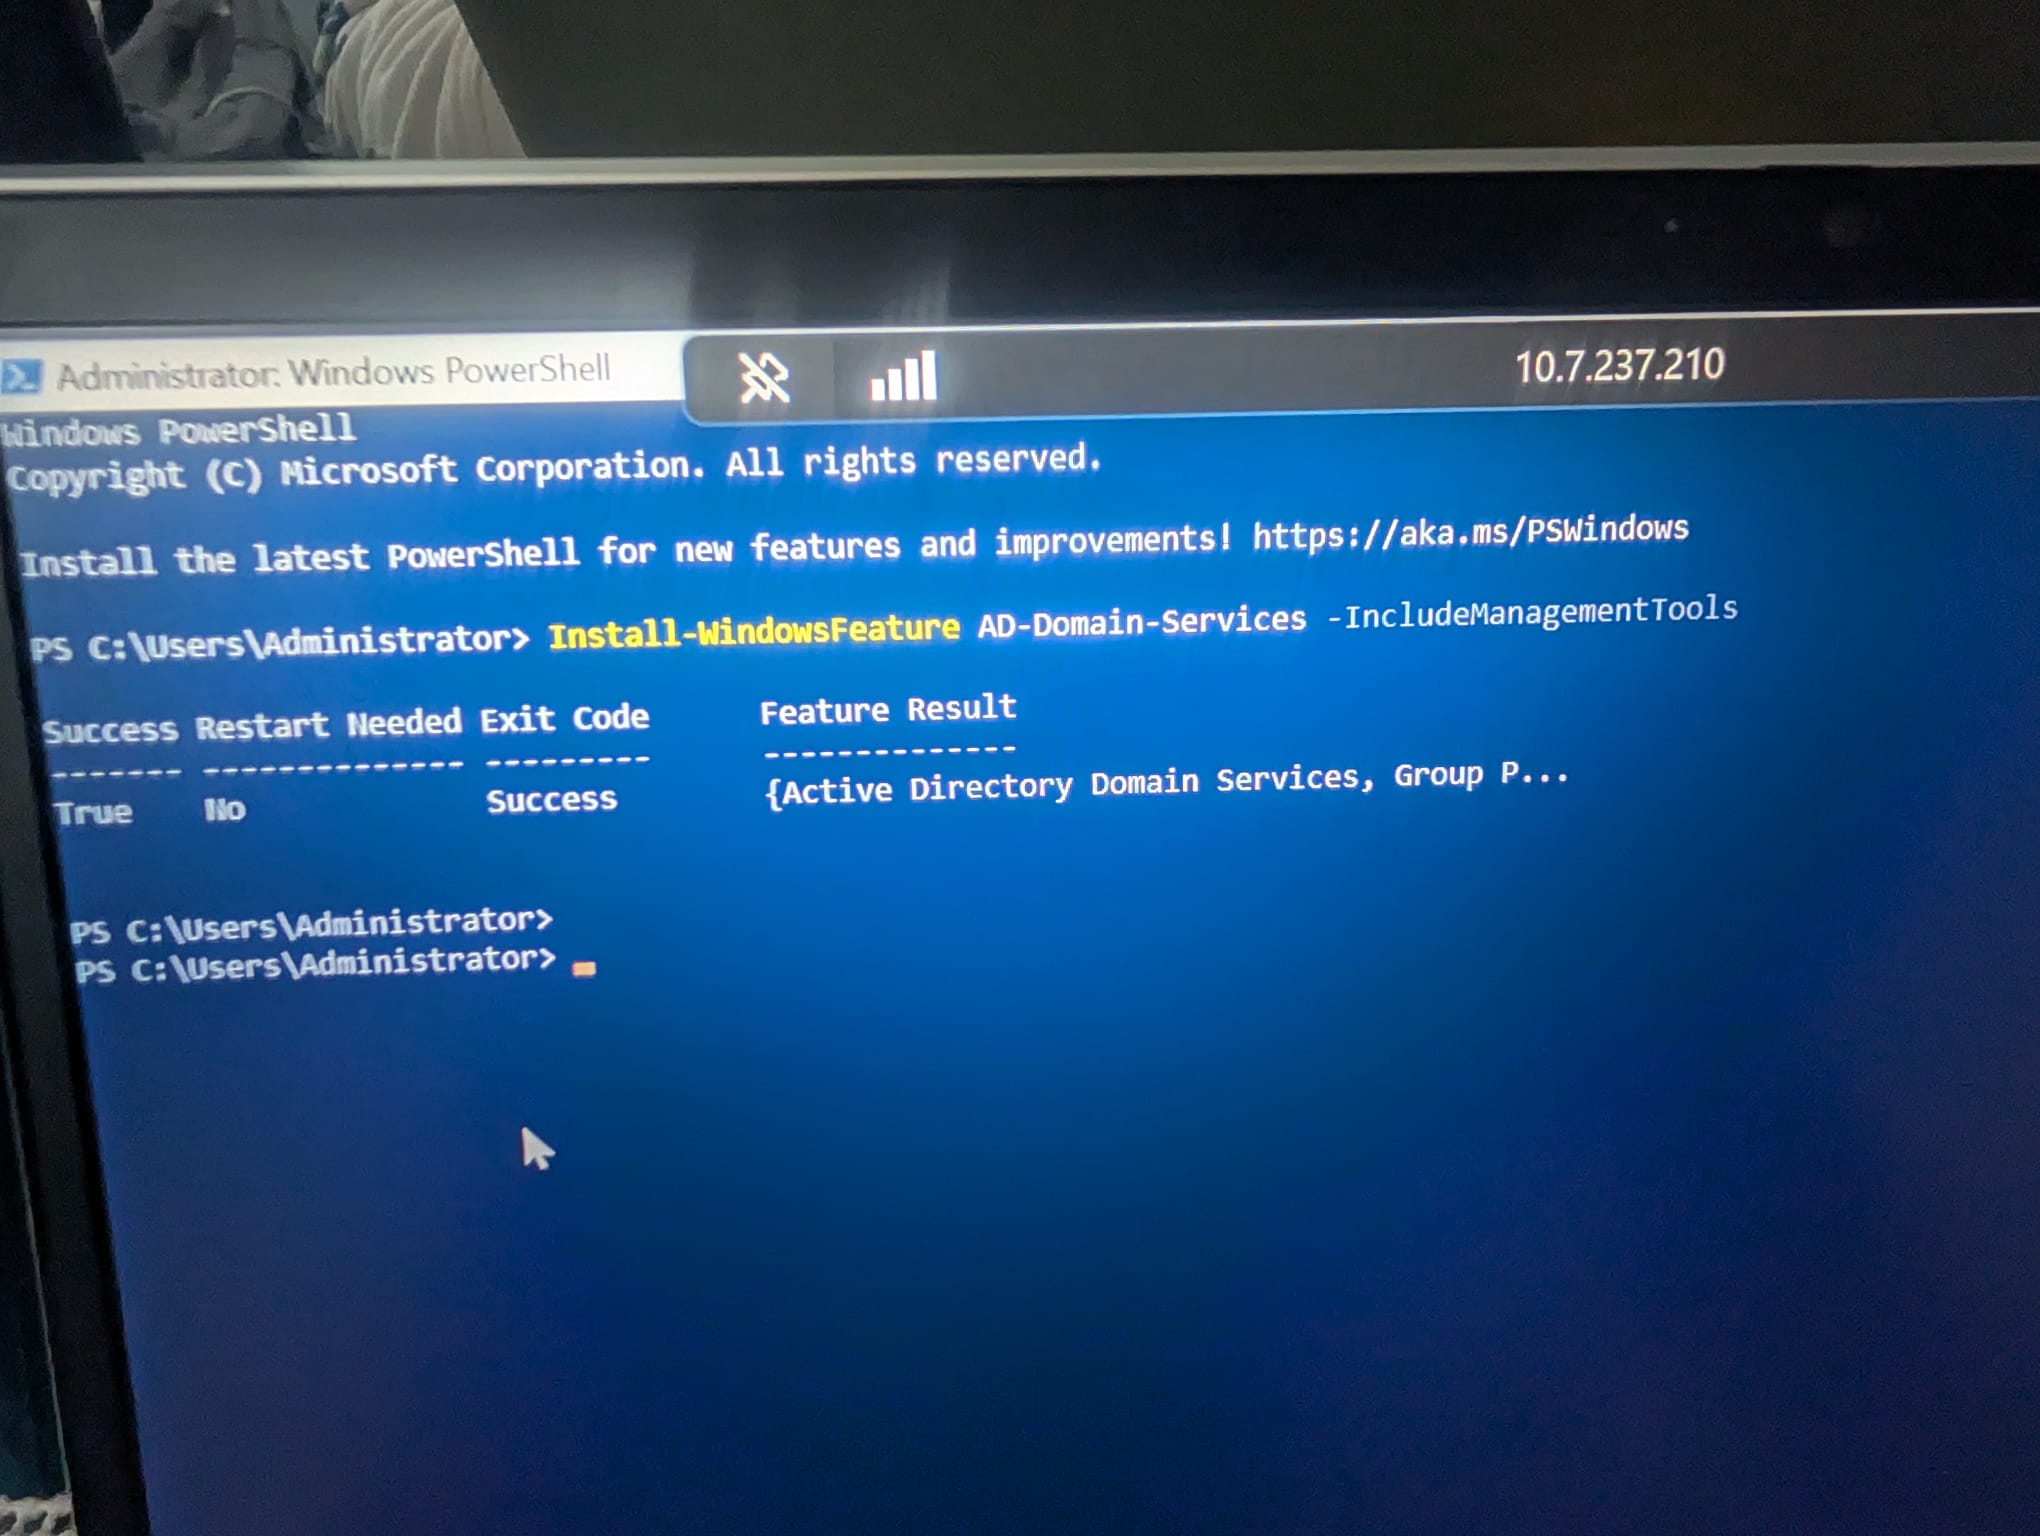 Administrator: Windows PowerShell
10.7.237.210
Windows PowerShell
Copyright (C) Microsoft Corporation. All rights reserved.
Install the latest PowerShell for new features and improvements! https://aka.ms/PSWindows
PS C:\Users\Administrator> Install-WindowsFeature AD-Domain-Services -IncludeManagementTools
Success Restart Needed Exit Code Feature Result
------- -------------- --------- --------------
True No Success {Active Directory Domain Services, Group P...
PS C:\Users\Administrator>
PS C:\Users\Administrator>